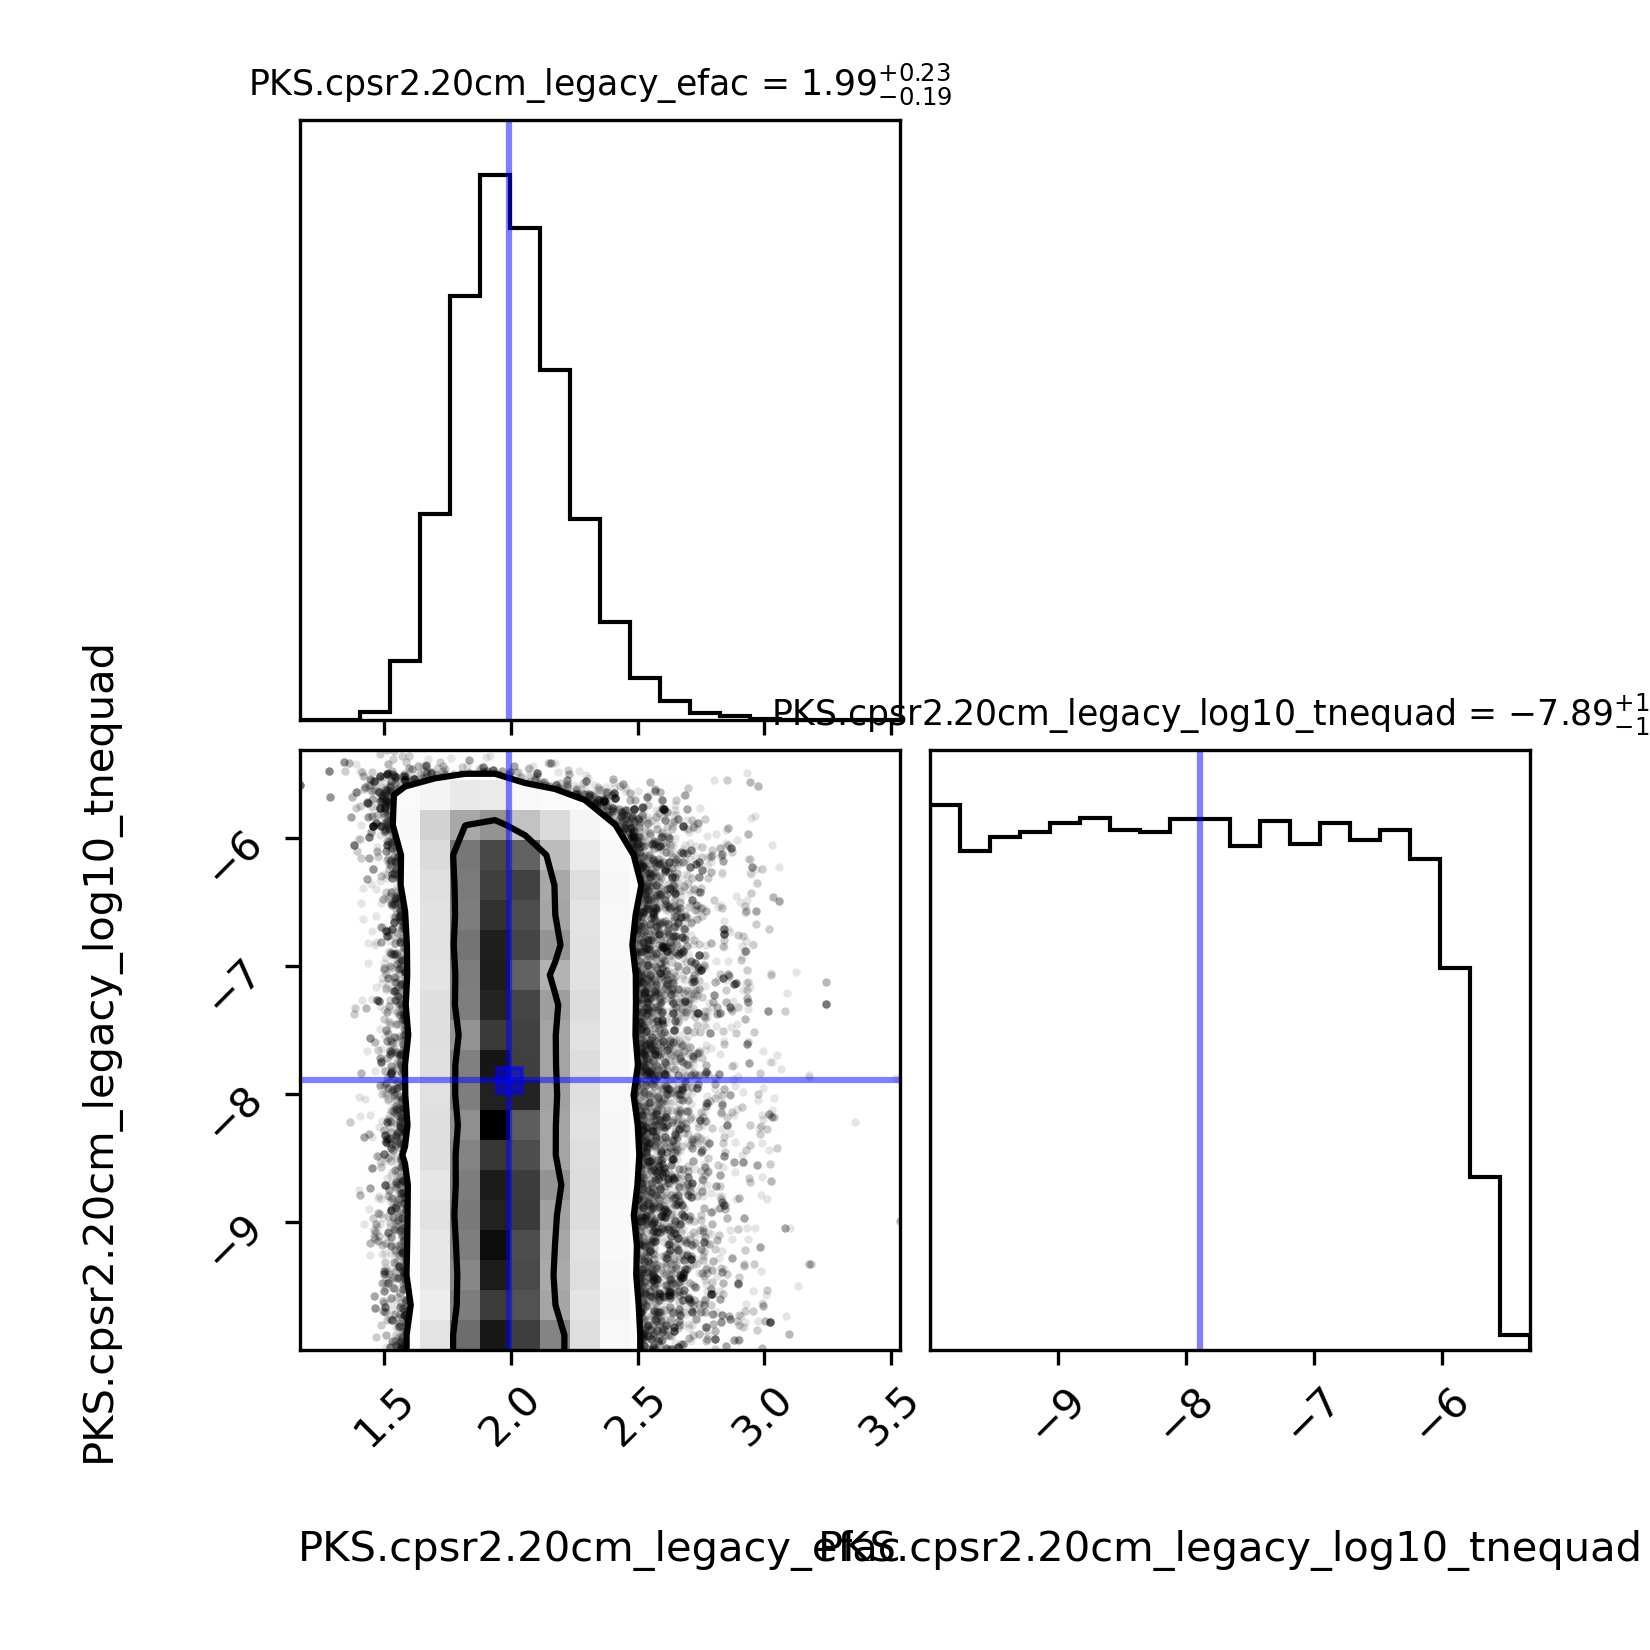 PKS.cpsr2.20cm_legacy_efac = 1.99+0.23 −0.19
PKS.cpsr2.20cm_legacy_log10_tnequad = −7.89+1 −1
PKS.cpsr2.20cm_legacy_log10_tnequad
−6
−7
−8
−9
1.5 2.0 2.5 3.0 3.5
−9 −8 −7 −6
PKS.cpsr2.20cm_legacy_efac
PKS.cpsr2.20cm_legacy_log10_tnequad